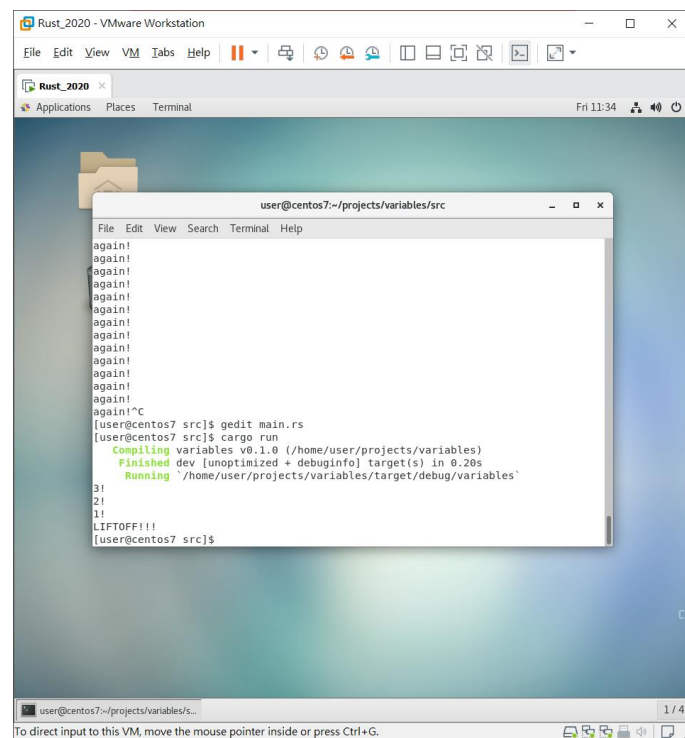 Rust_2020 - VMware Workstation
File Edit View VM Tabs Help
Rust_2020
Applications Places Terminal Fri 11:34
user@centos7:~/projects/variables/src
File Edit View Search Terminal Help
again!
again!
again!
again!
again!
again!
again!
again!
again!
again!
again!
again!
again!
again!^C
[user@centos7 src]$ gedit main.rs
[user@centos7 src]$ cargo run
Compiling variables v0.1.0 (/home/user/projects/variables)
Finished dev [unoptimized + debuginfo] target(s) in 0.20s
Running `/home/user/projects/variables/target/debug/variables`
3!
2!
1!
LIFTOFF!!!
[user@centos7 src]$
user@centos7:~/projects/variables/s... 1 / 4
To direct input to this VM, move the mouse pointer inside or press Ctrl+G.